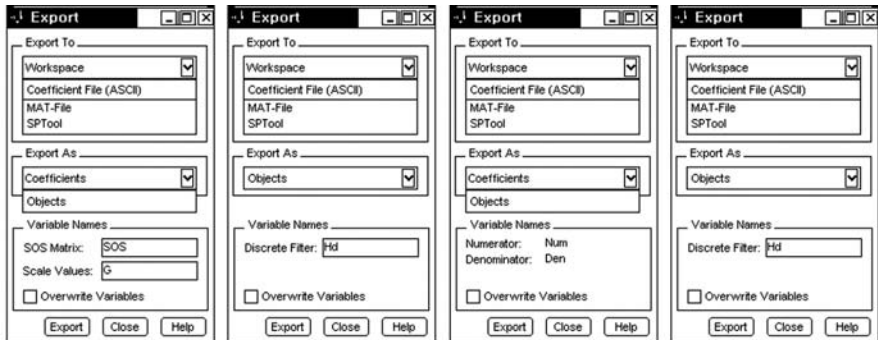 Export
Export To
Workspace
Coefficient File (ASCII)
MAT-File
SPTool
Export As
Coefficients
Objects
Variable Names
SOS Matrix: SOS
Scale Values: G
Overwrite Variables
Export Close Help
Export
Export To
Workspace
Coefficient File (ASCII)
MAT-File
SPTool
Export As
Objects
Variable Names
Discrete Filter: Hd
Overwrite Variables
Export Close Help
Export
Export To
Workspace
Coefficient File (ASCII)
MAT-File
SPTool
Export As
Coefficients
Objects
Variable Names
Numerator: Num
Denominator: Den
Overwrite Variables
Export Close Help
Export
Export To
Workspace
Coefficient File (ASCII)
MAT-File
SPTool
Export As
Objects
Variable Names
Discrete Filter: Hd
Overwrite Variables
Export Close Help